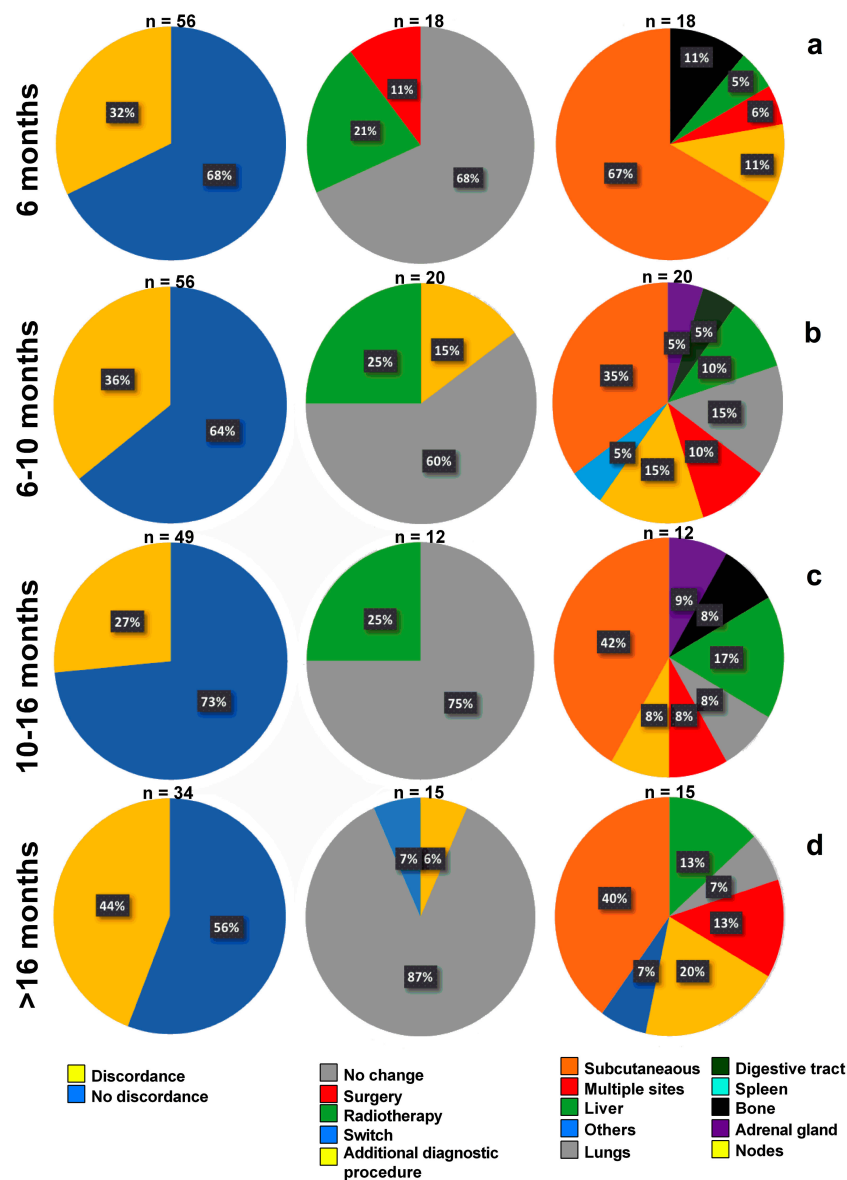 n = 56
n = 18
n = 18
a
6 months
32%
68%
11%
21%
68%
11%
5%
6%
11%
67%
n = 56
n = 20
n = 20
b
6-10 months
36%
64%
25%
15%
60%
5%
5%
10%
35%
15%
5%
15%
10%
n = 49
n = 12
n = 12
c
10-16 months
27%
73%
25%
75%
9%
8%
42%
17%
8%
8%
8%
n = 34
n = 15
n = 15
d
>16 months
44%
56%
7%
6%
87%
13%
7%
40%
13%
7%
20%
Discordance
No discordance
No change
Surgery
Radiotherapy
Switch
Additional diagnostic
procedure
Subcutaneaous
Multiple sites
Liver
Others
Lungs
Digestive tract
Spleen
Bone
Adrenal gland
Nodes